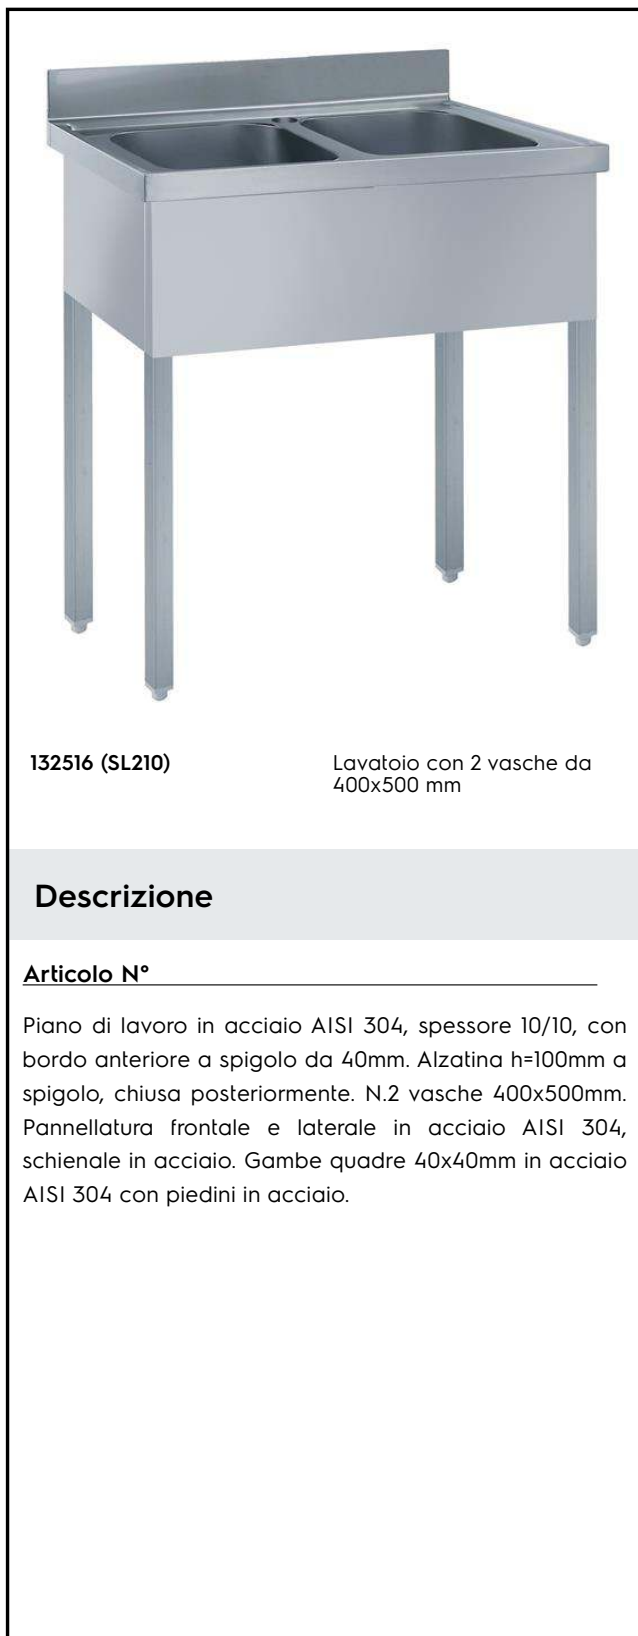 132516 (SL210)
Lavatoio con 2 vasche da
400x500 mm
Descrizione
Articolo N°
Piano di lavoro in acciaio AISI 304, spessore 10/10, con
bordo anteriore a spigolo da 40mm. Alzatina h=100mm a
spigolo, chiusa posteriormente. N.2 vasche 400x500mm.
Pannellatura frontale e laterale in acciaio AISI 304,
schienale in acciaio. Gambe quadre 40x40mm in acciaio
AISI 304 con piedini in acciaio.